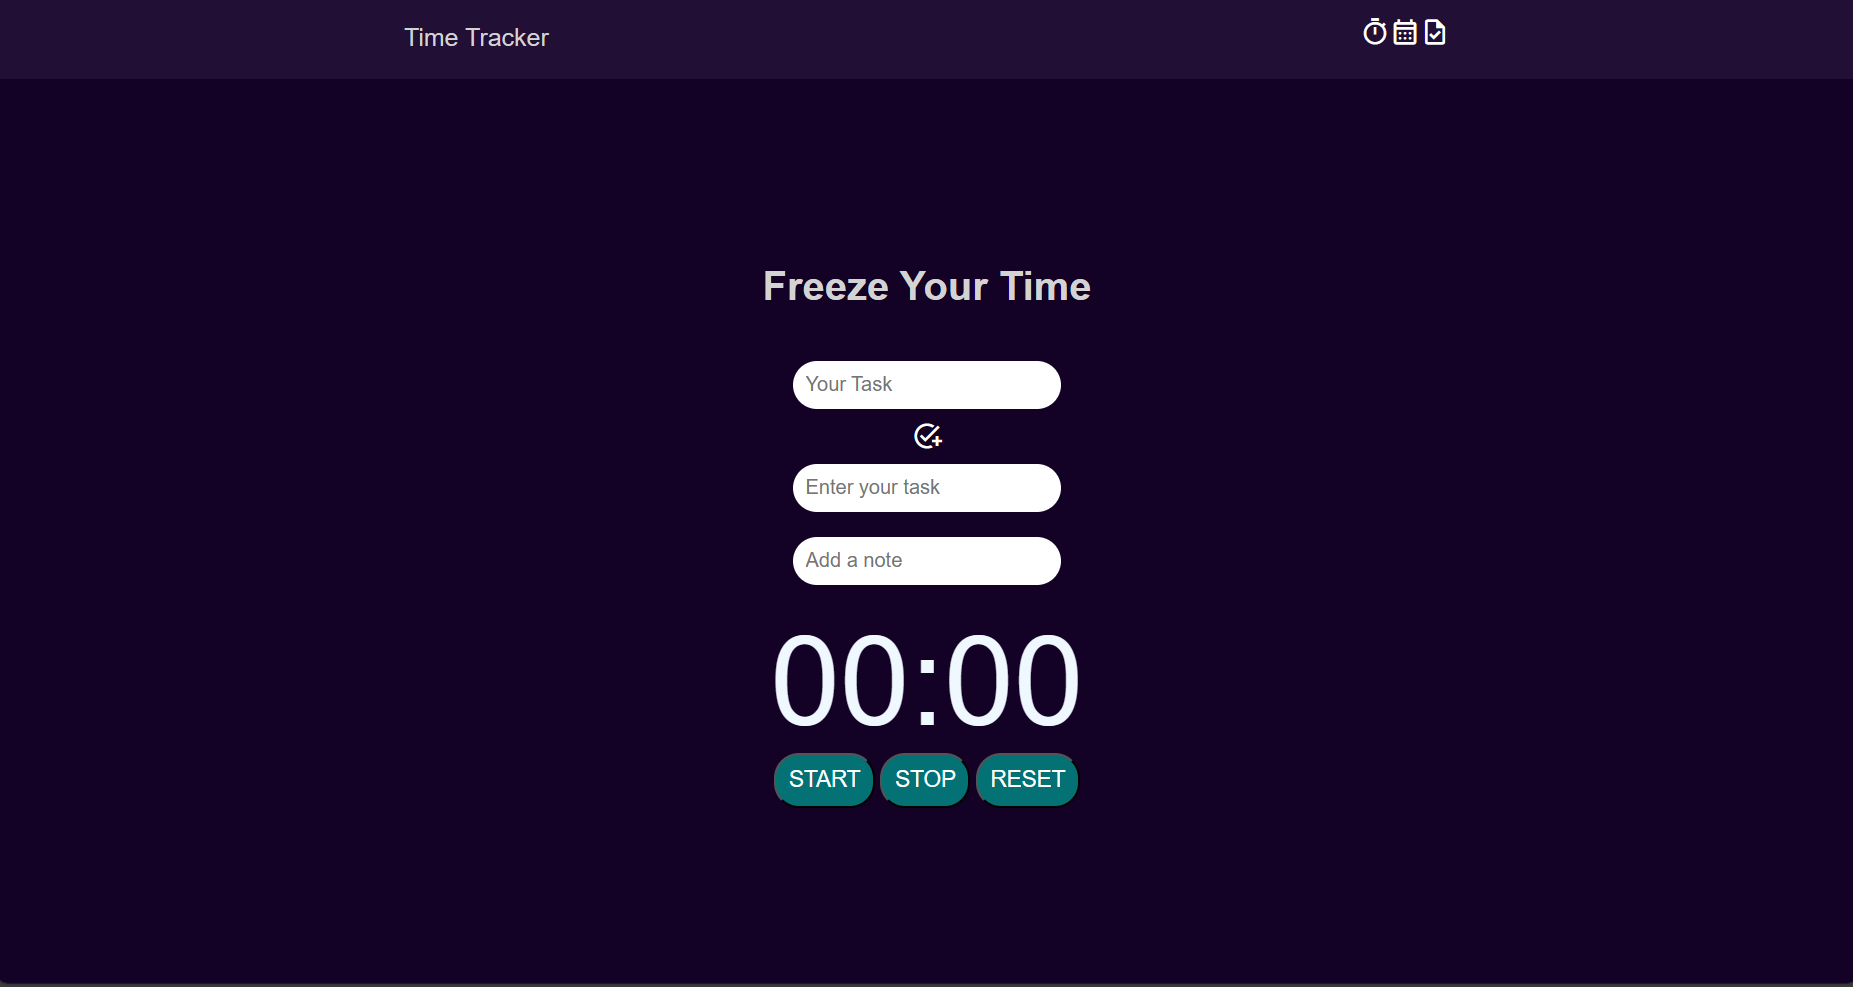 Time Tracker
Freeze Your Time
Your Task
Enter your task
Add a note
00:00
START STOP RESET